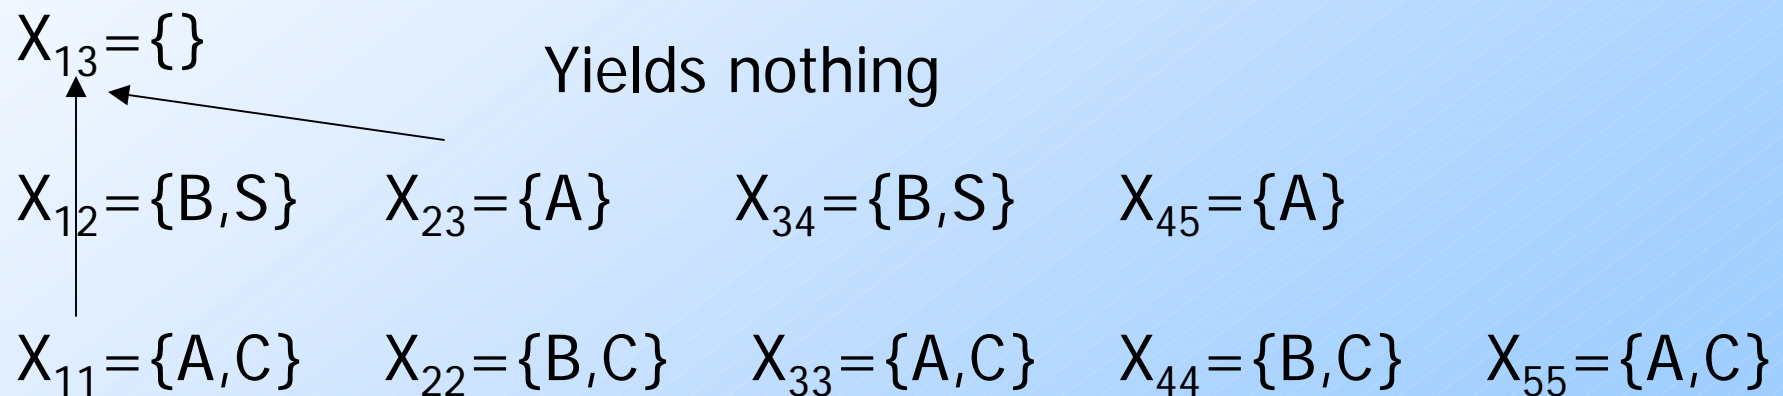 X₁₃={}
Yields nothing
X₁₂={B,S} X₂₃={A} X₃₄={B,S} X₄₅={A}
X₁₁={A,C} X₂₂={B,C} X₃₃={A,C} X₄₄={B,C} X₅₅={A,C}